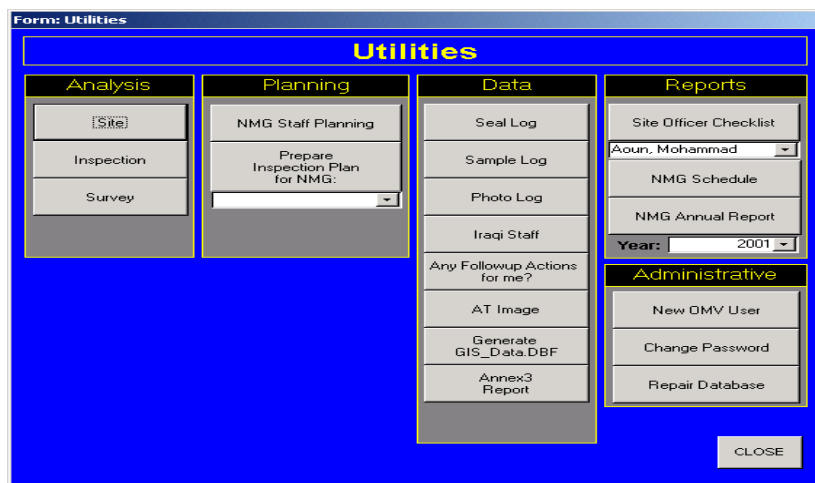 Form: Utilities
Utilities
Analysis
Site
Inspection
Survey
Planning
NMG Staff Planning
Prepare
Inspection Plan
for NMG:
Data
Seal Log
Sample Log
Photo Log
Iraqi Staff
Any Followup Actions
for me?
AT Image
Generate
GIS_Data.DBF
Annex3
Report
Reports
Site Officer Checklist
Aoun, Mohammad
NMG Schedule
NMG Annual Report
Year: 2001
Administrative
New OMV User
Change Password
Repair Database
CLOSE